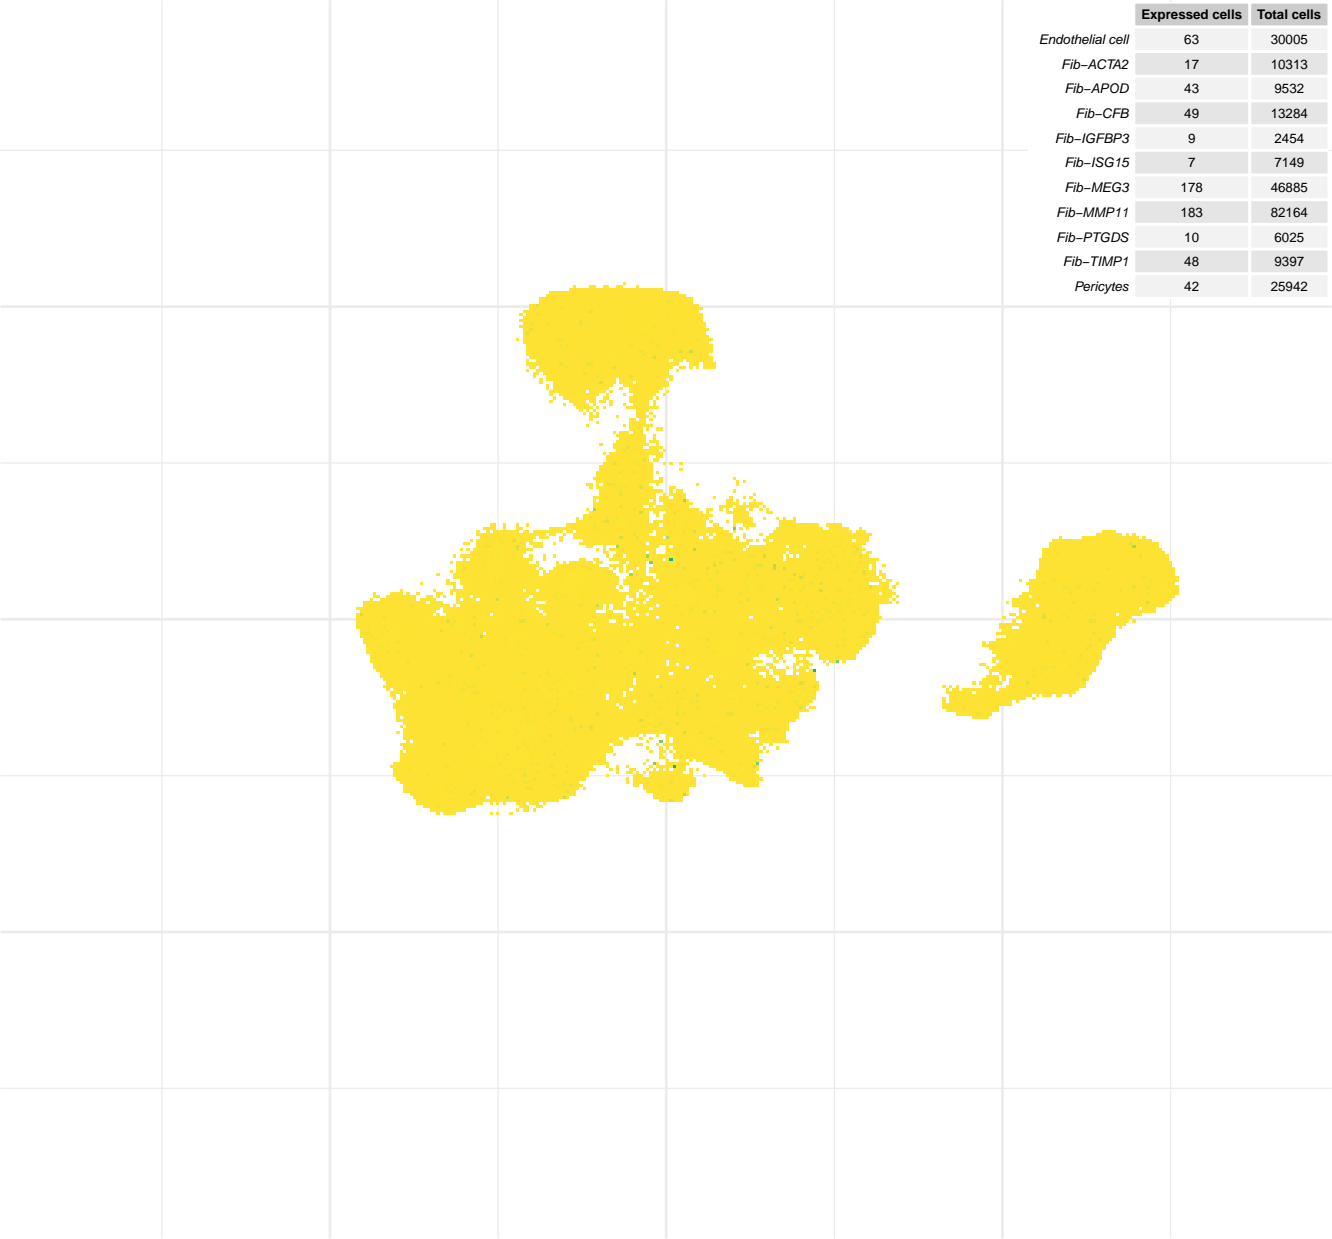 Expressed cells Total cells
Endothelial cell 63 30005
Fib−ACTA2 17 10313
Fib−APOD 43 9532
Fib−CFB 49 13284
Fib−IGFBP3 9 2454
Fib−ISG15 7 7149
Fib−MEG3 178 46885
Fib−MMP11 183 82164
Fib−PTGDS 10 6025
Fib−TIMP1 48 9397
Pericytes 42 25942